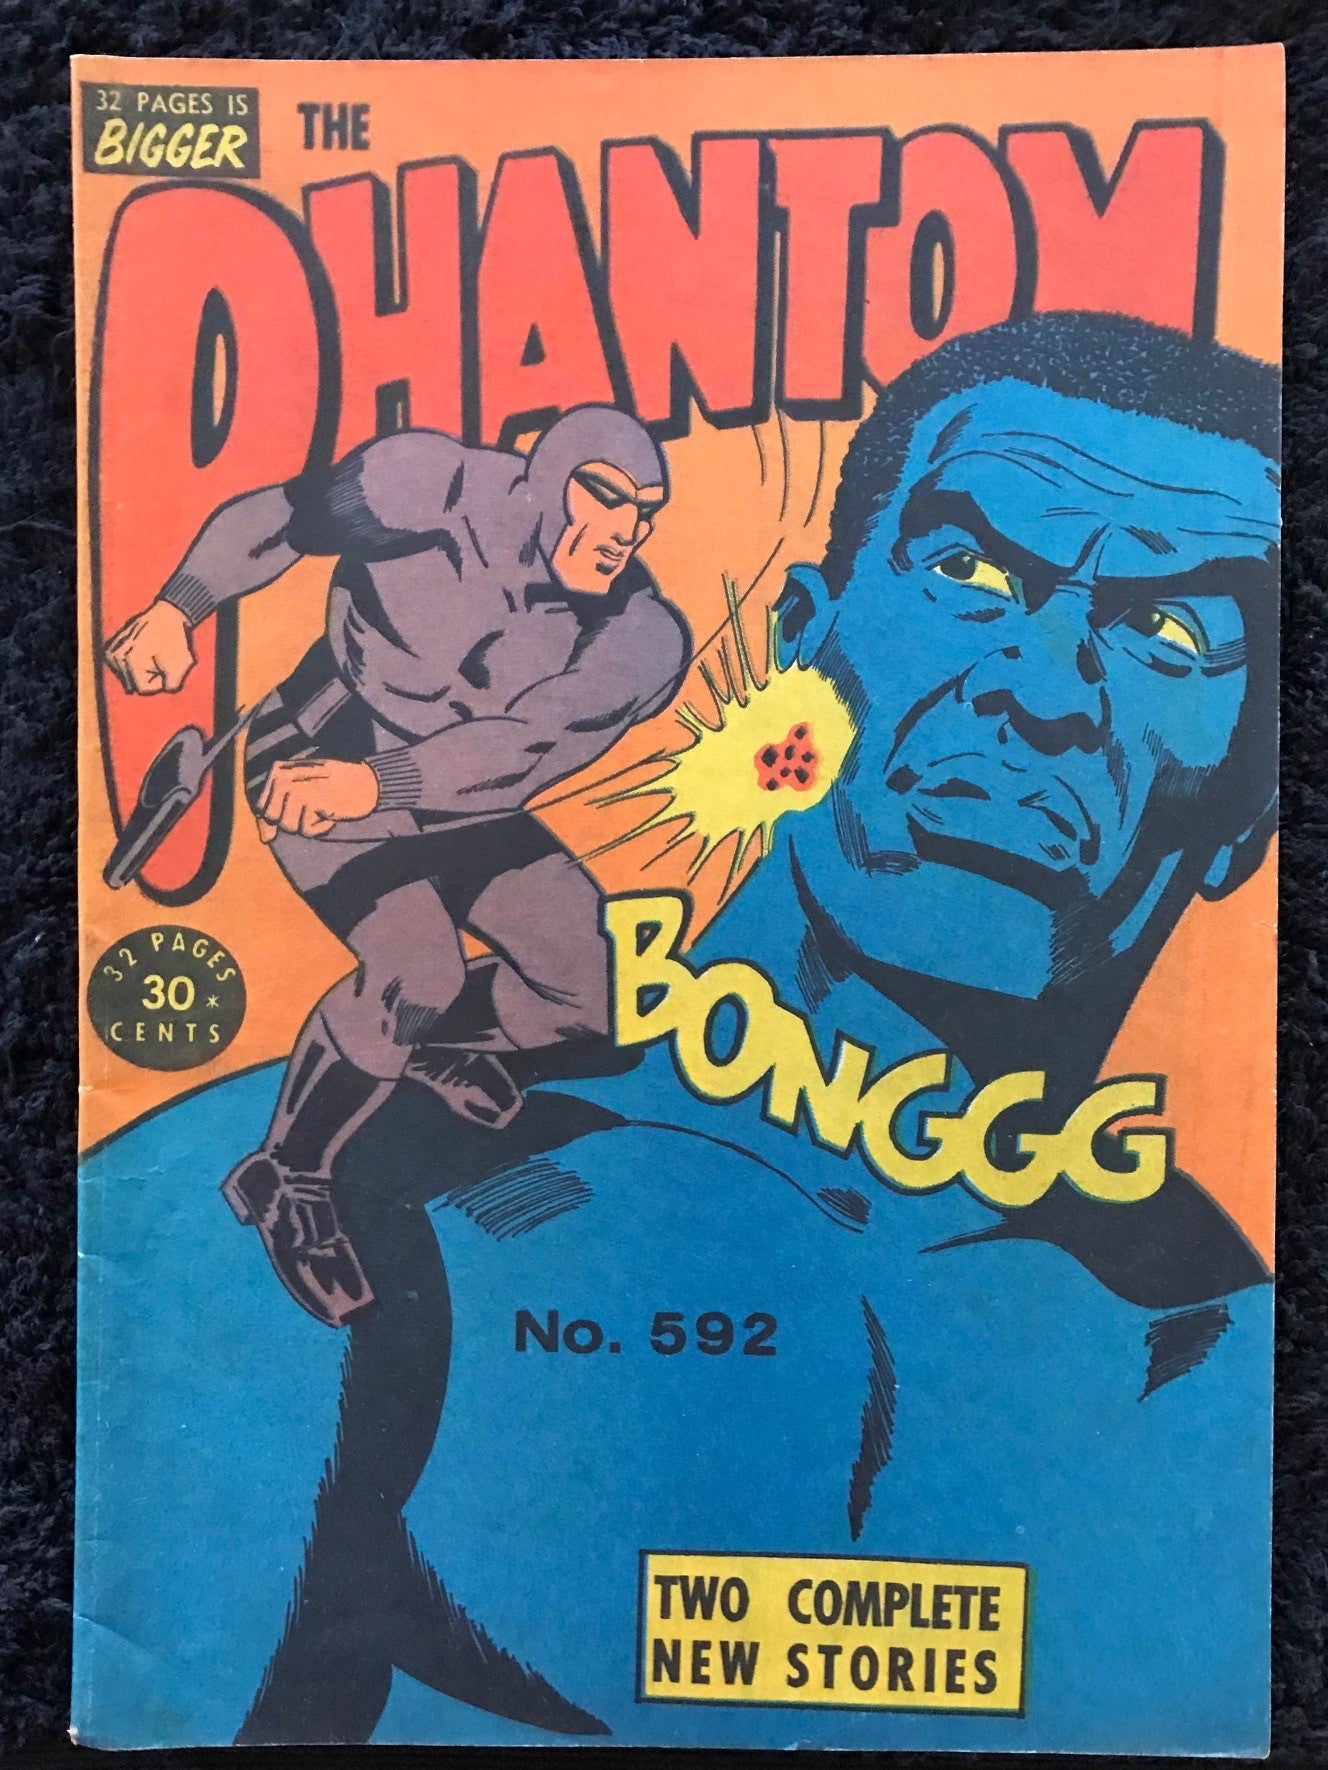 32 PAGES IS
BIGGER
THE
PHANTOM
32 PAGES
30*
CENTS
BONGGG
No. 592
TWO COMPLETE
NEW STORIES